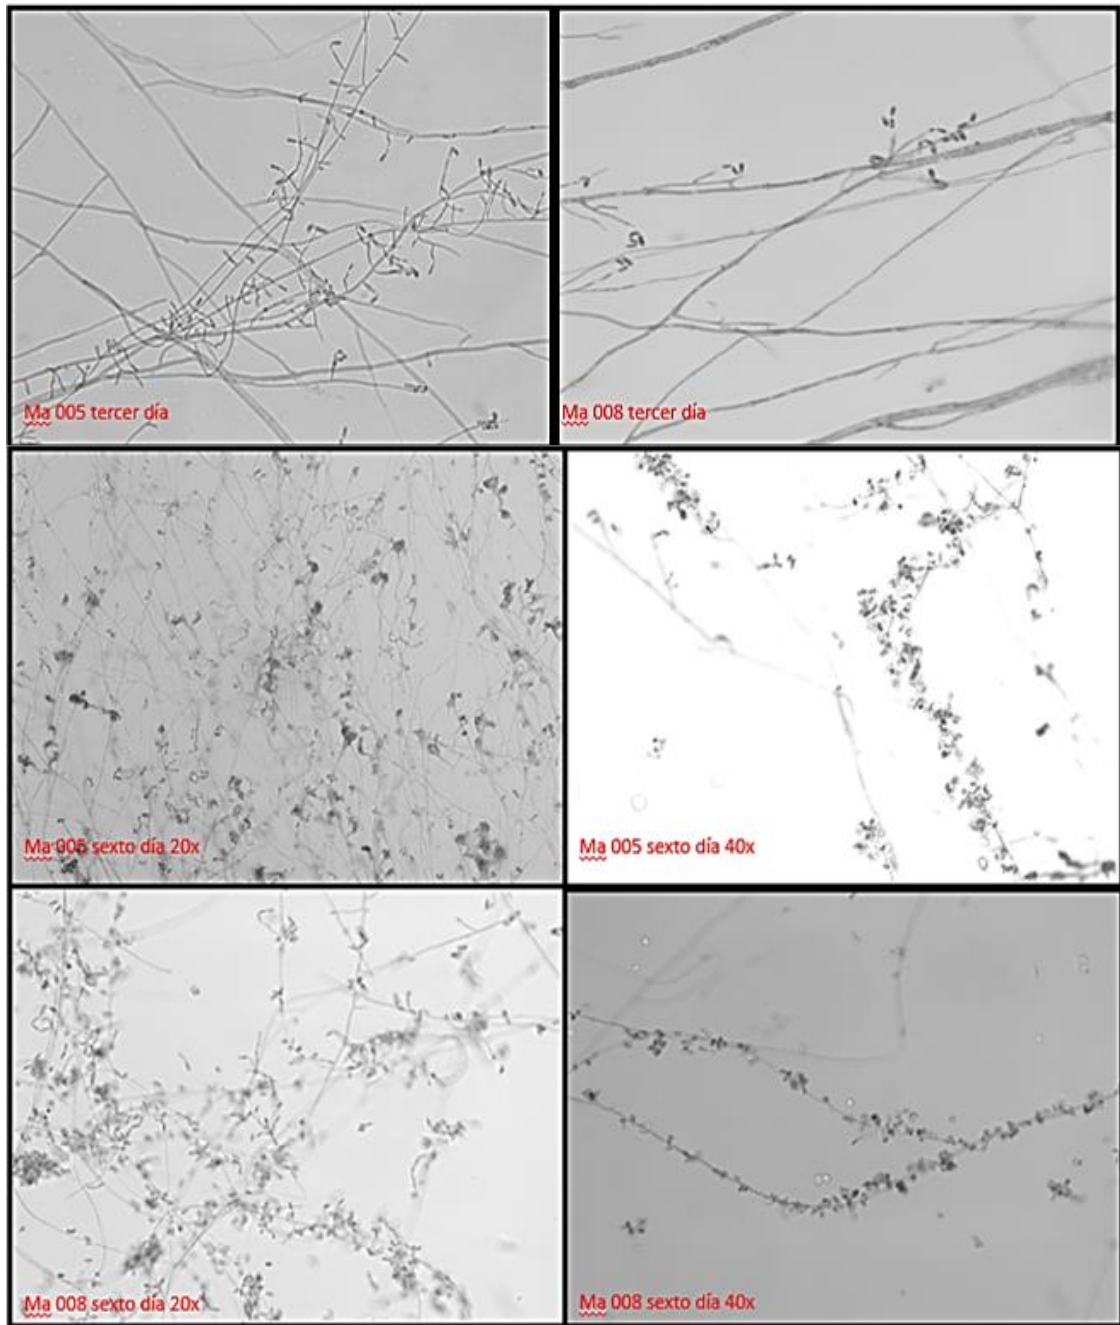 Ma 005 tercer día
Ma 008 tercer día
Ma 005 sexto día 20x
Ma 005 sexto día 40x
Ma 008 sexto día 20x
Ma 008 sexto día 40x